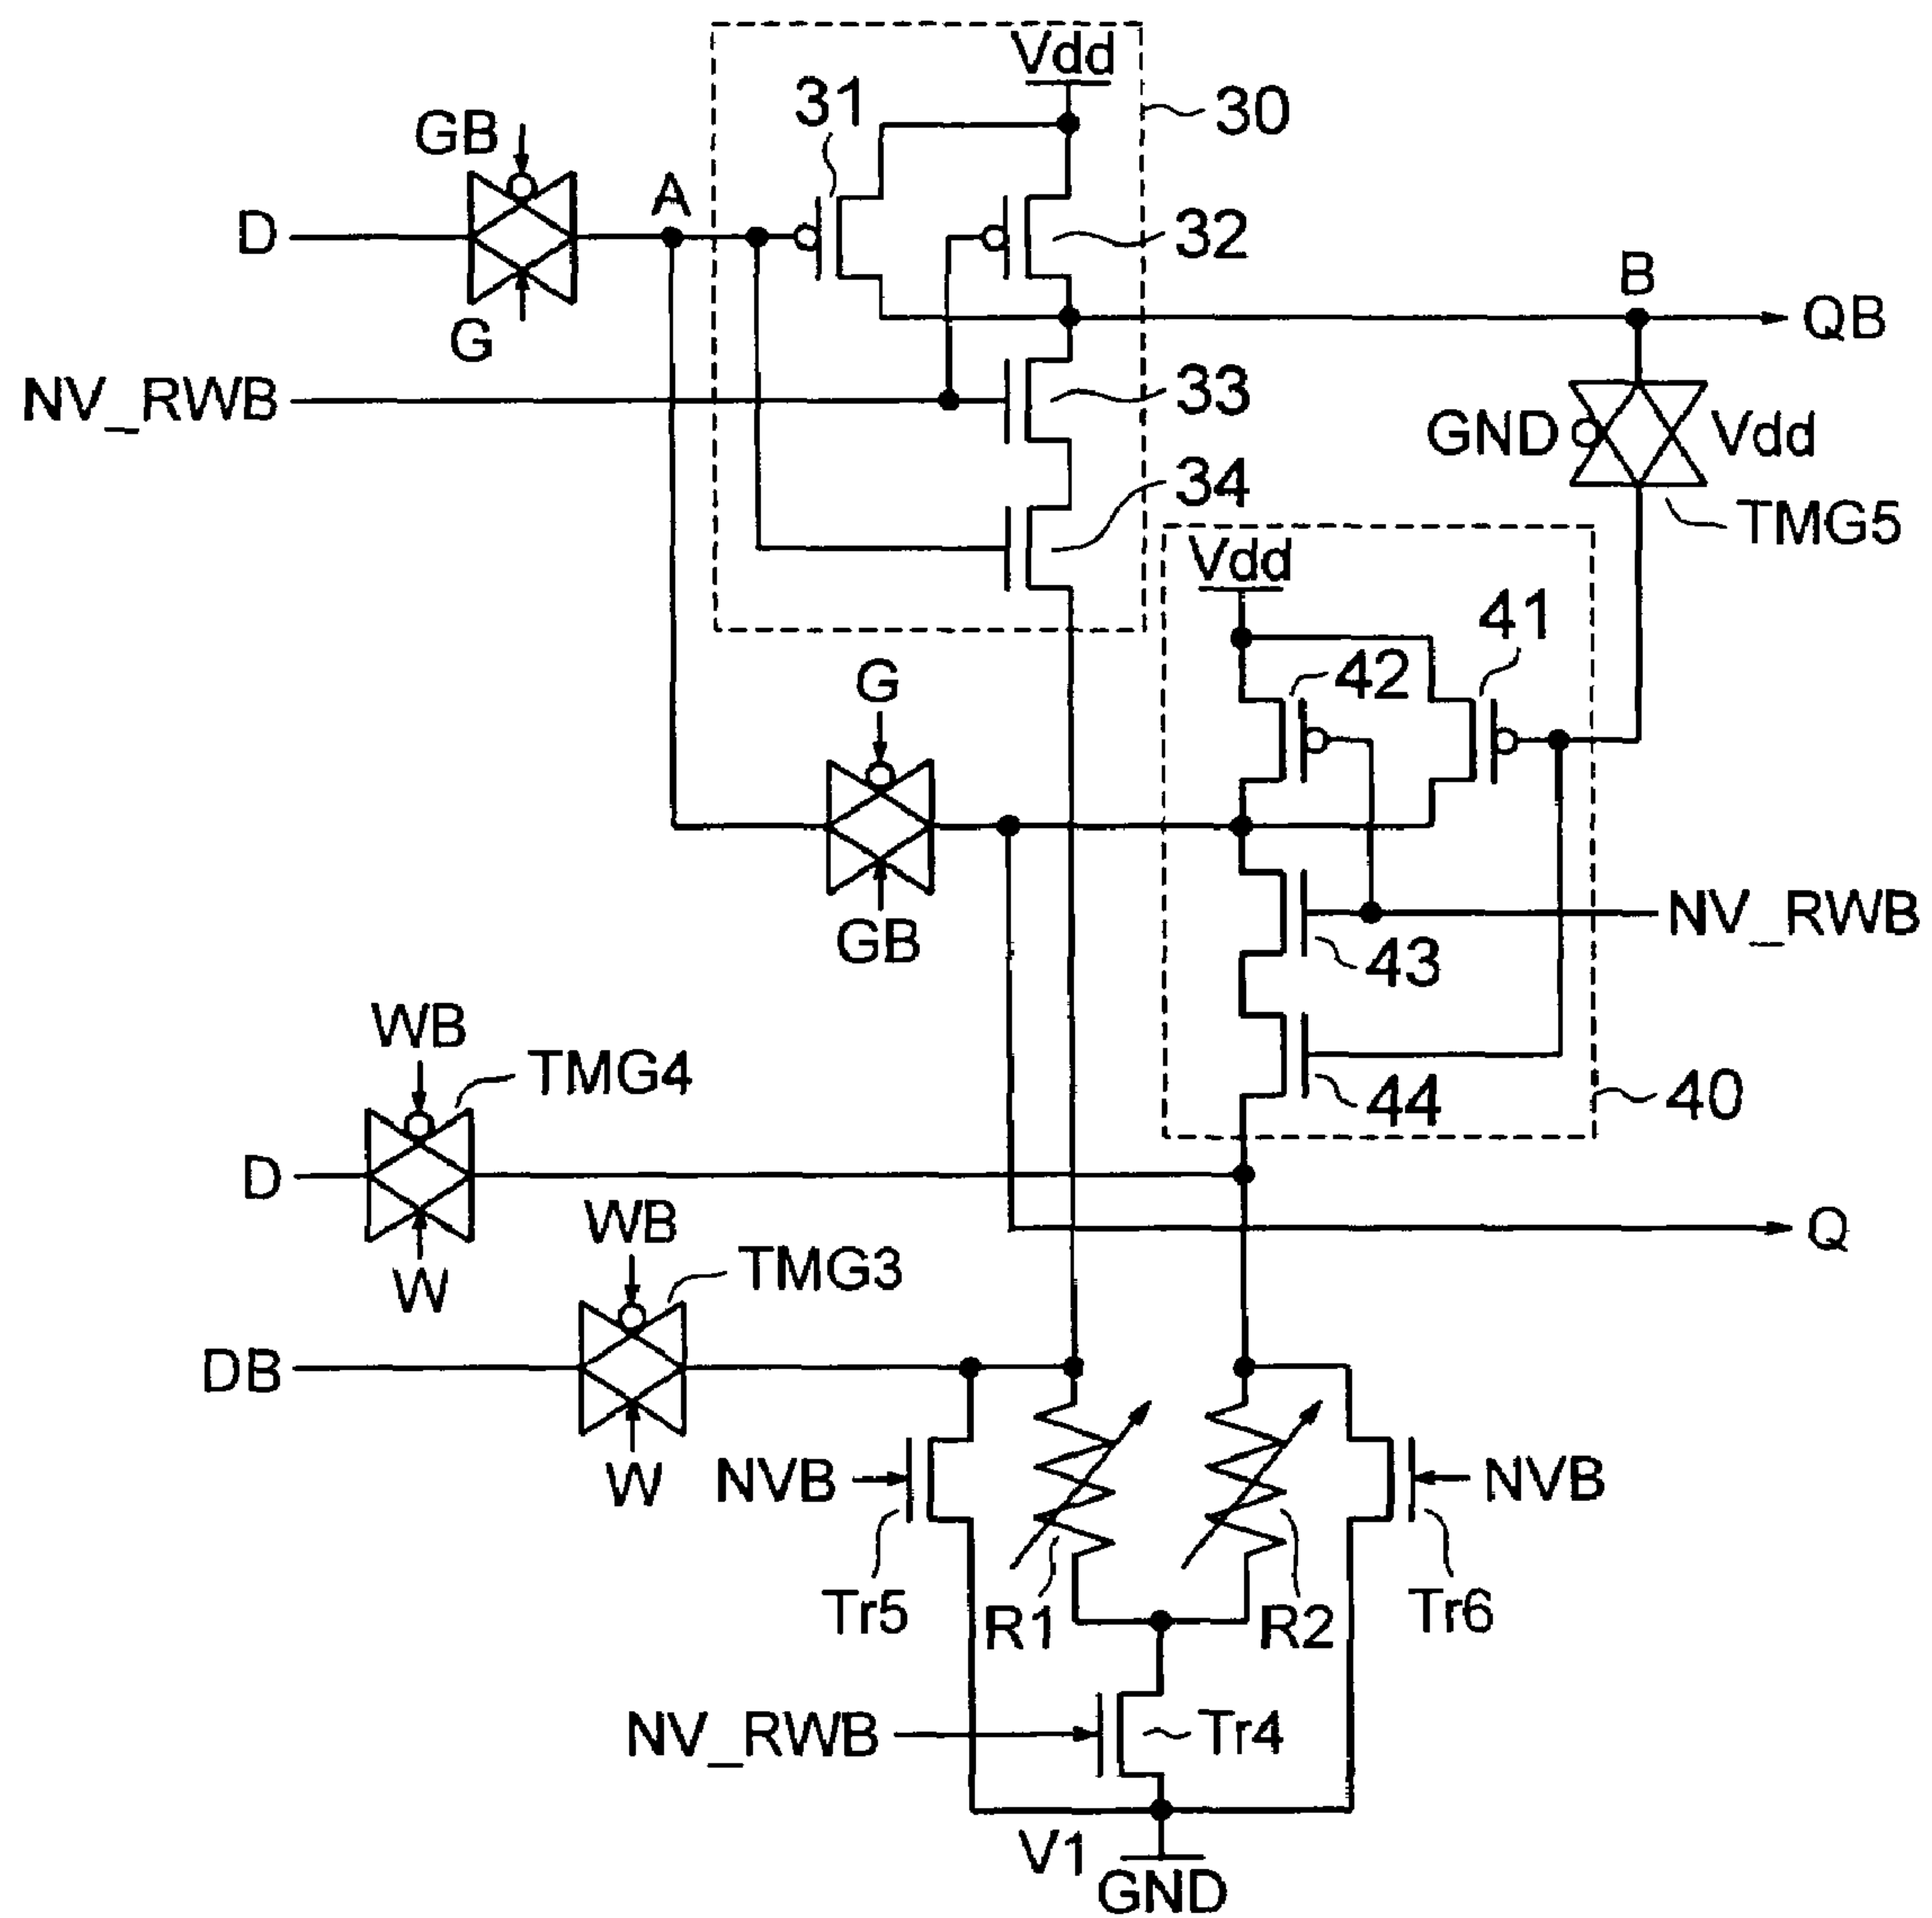 Vdd
31
30
GB
A
D
32
G
B
QB
NV_RWB
33
GND
Vdd
34
TMG5
Vdd
41
G
42
GB
NV_RWB
43
WB
TMG4
44
40
D
WB
Q
W
TMG3
DB
W
NVB
NVB
Tr5
R1
R2
Tr6
NV_RWB
Tr4
V1
GND